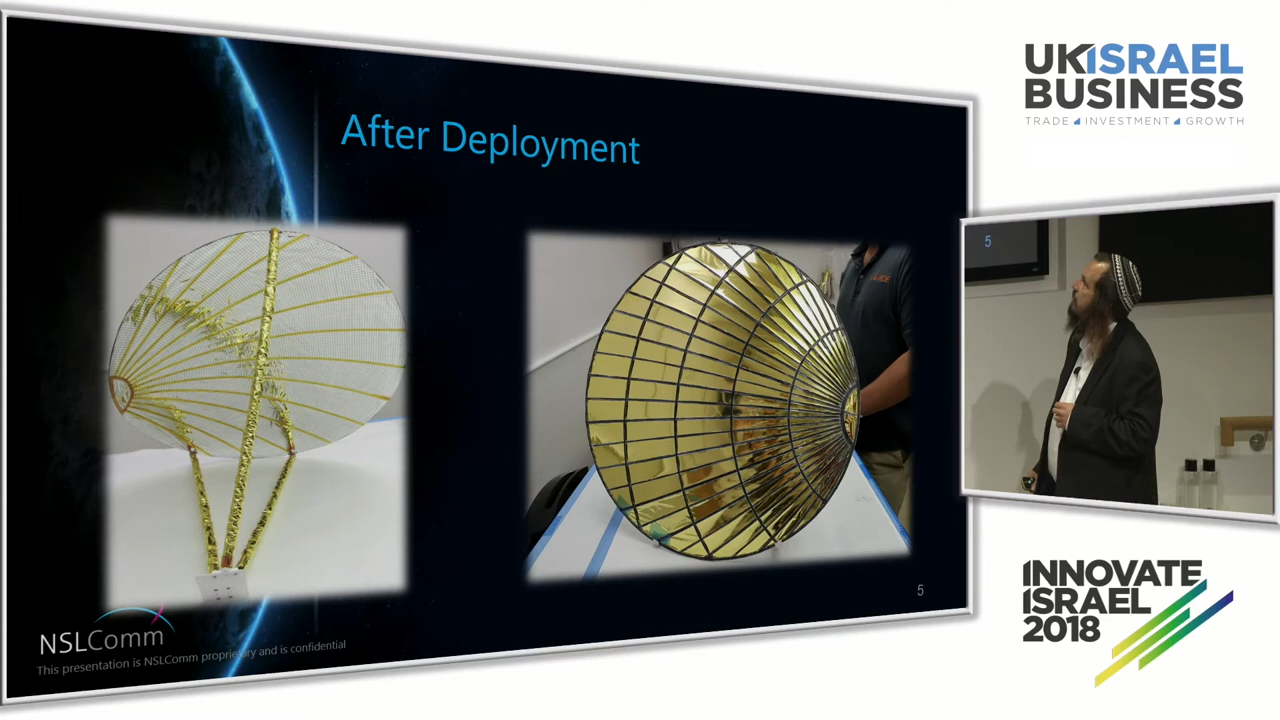 After Deployment
5
NSLComm
This presentation is NSLComm proprietary and is confidential
UKISRAEL
BUSINESS
TRADE INVESTMENT GROWTH
5
INNOVATE
ISRAEL
2018